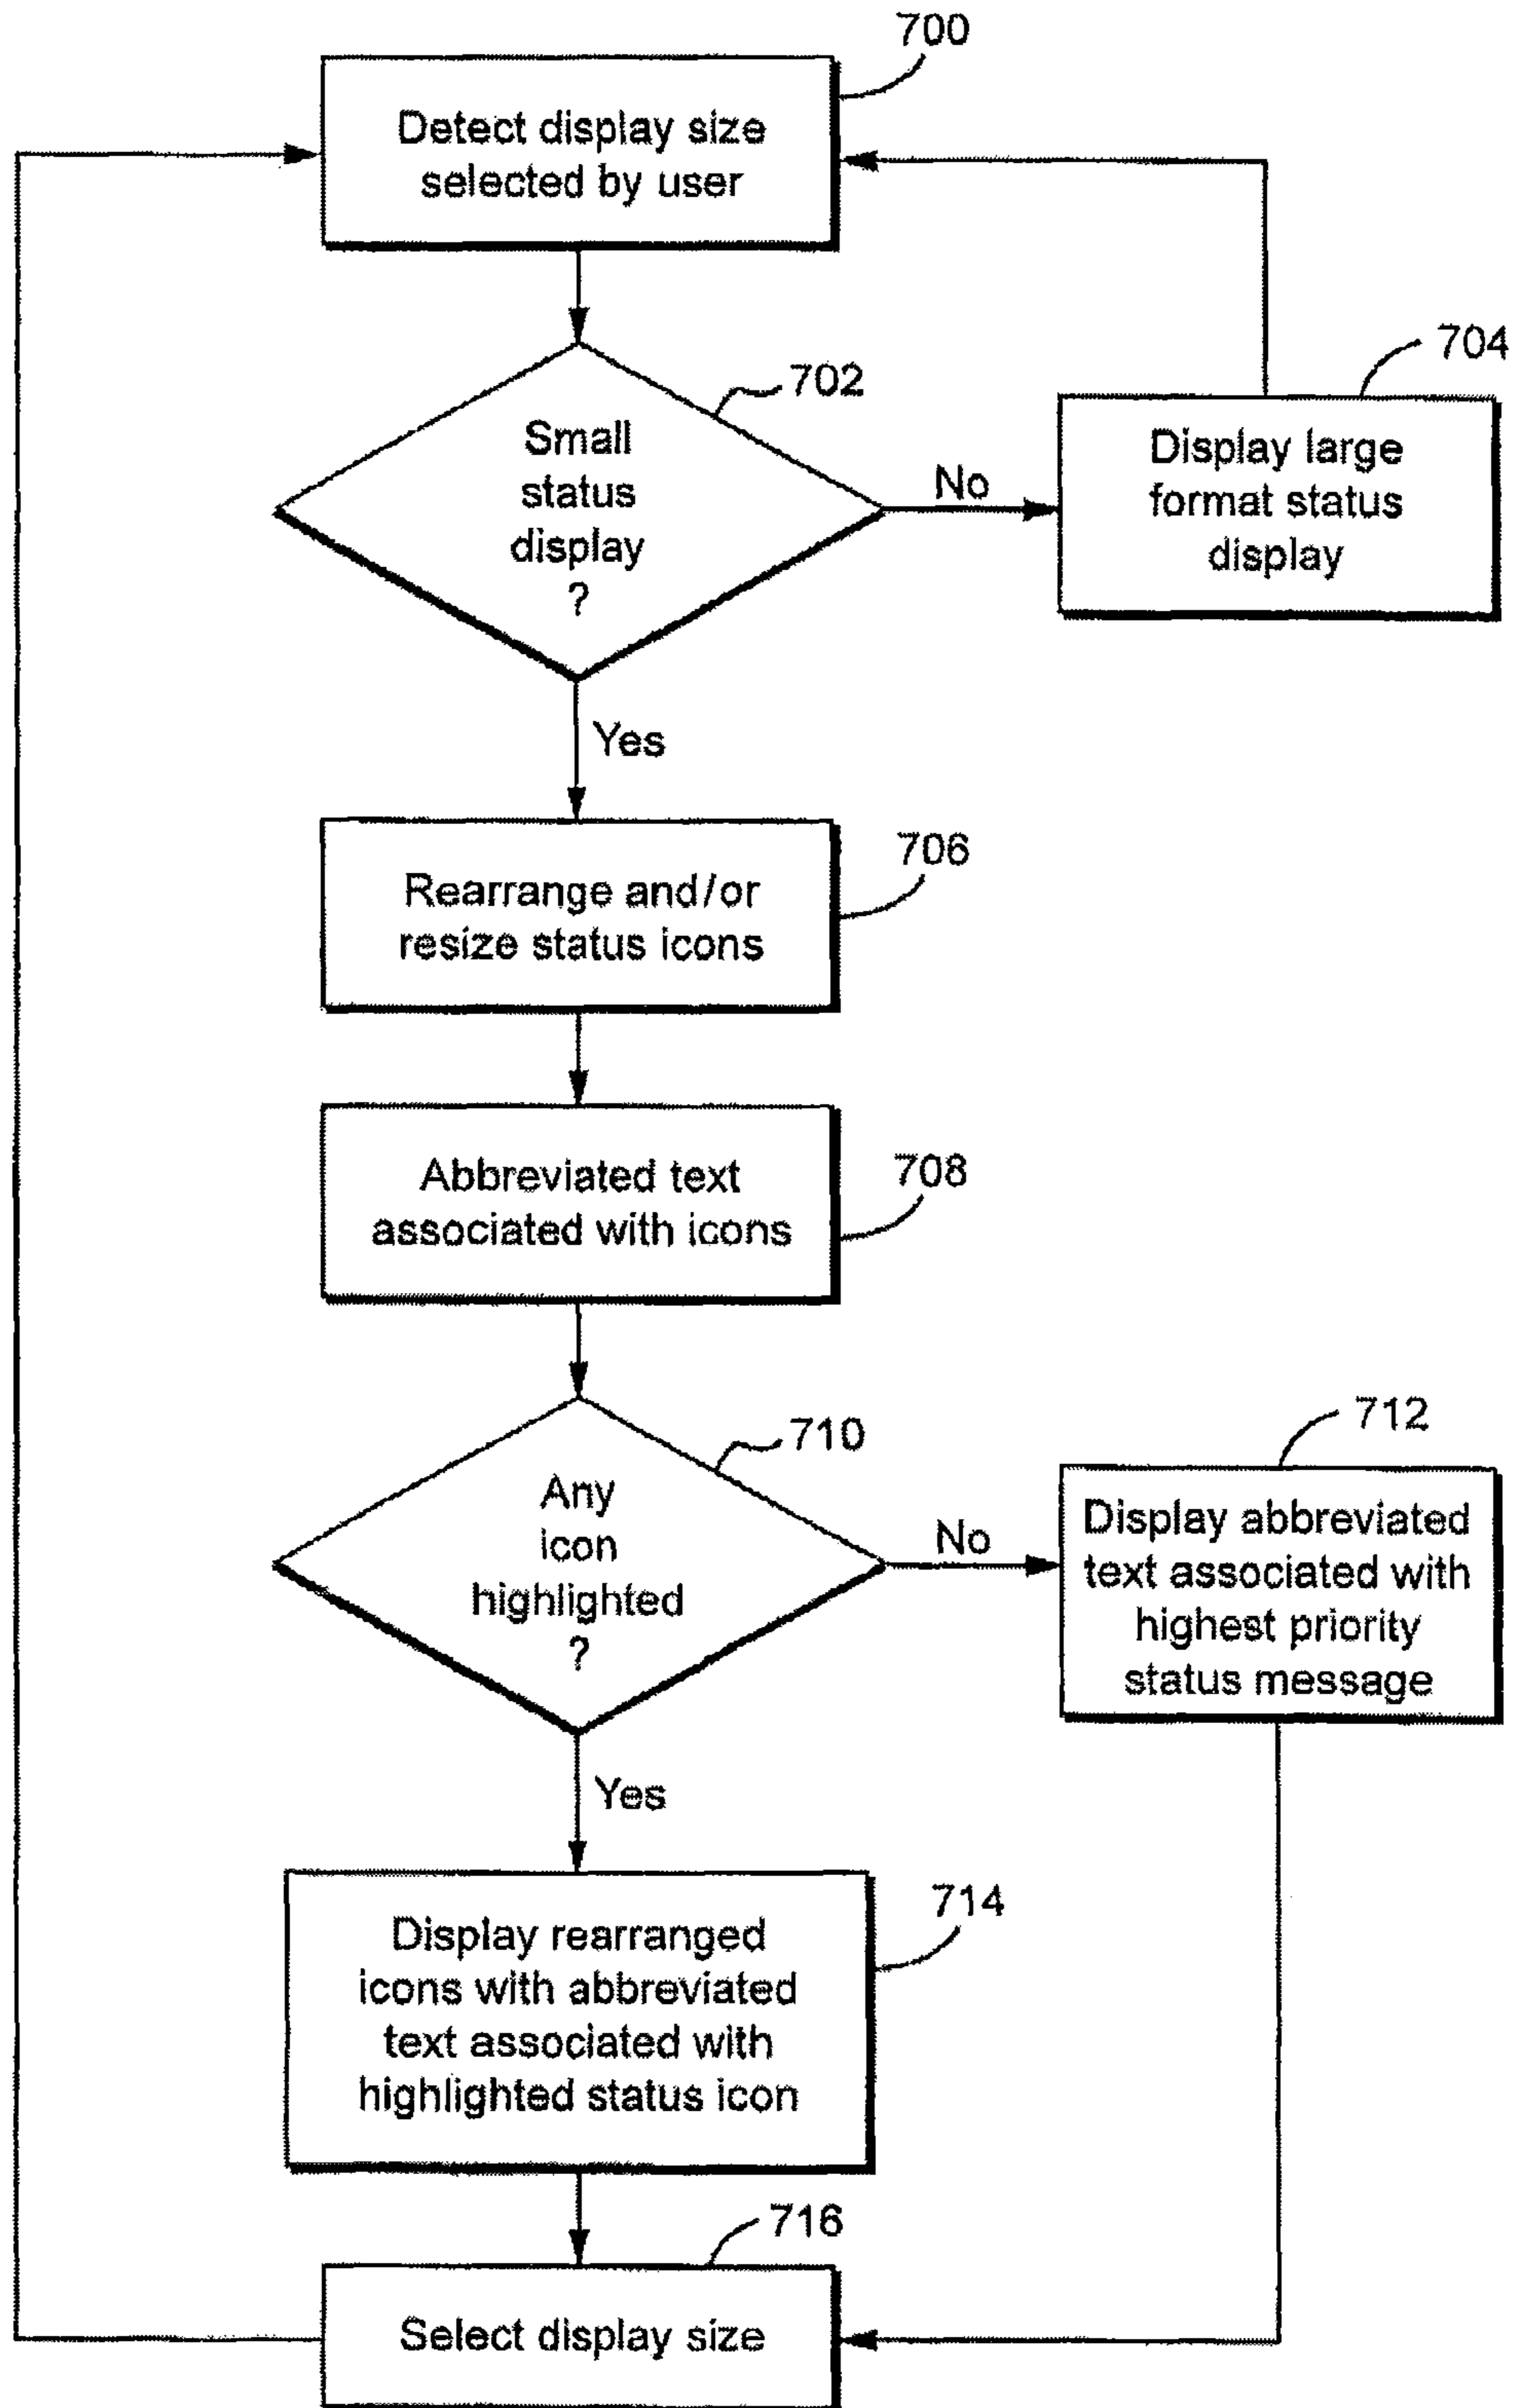 700
Detect display size
selected by user
702
704
Small
status
display
?
No
Display large
format status
display
Yes
706
Rearrange and/or
resize status icons
708
Abbreviated text
associated with icons
710
712
Any
icon
highlighted
?
No
Display abbreviated
text associated with
highest priority
status message
Yes
714
Display rearranged
icons with abbreviated
text associated with
highlighted status icon
716
Select display size